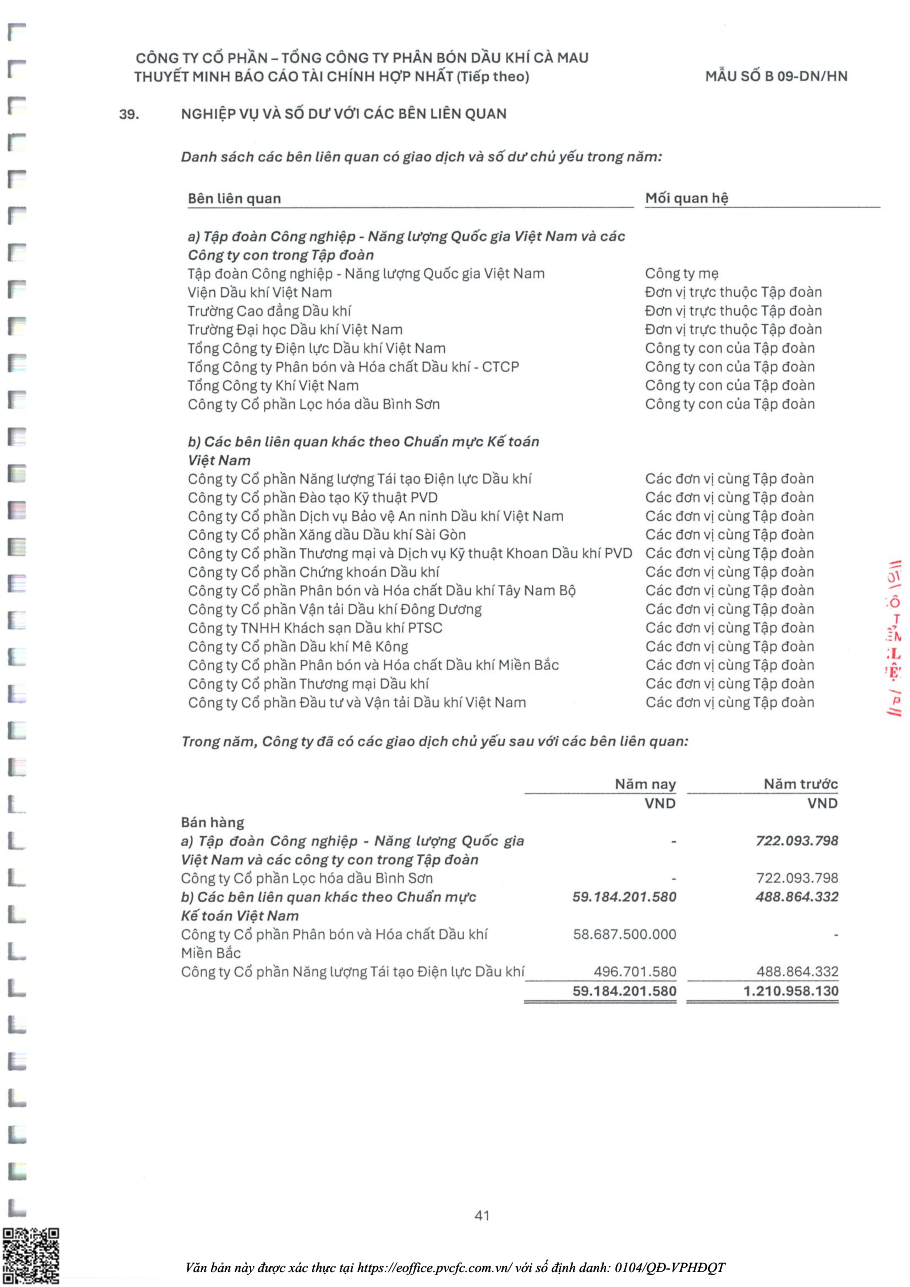 CÔNG TY CỔ PHẦN – TỔNG CÔNG TY PHÂN BÓN DẦU KHÍ CÀ MAU
THUYẾT MINH BÁO CÁO TÀI CHÍNH HỢP NHẤT (Tiếp theo) MẪU SỐ B 09-DN/HN
39. NGHIỆP VỤ VÀ SỐ DƯ VỚI CÁC BÊN LIÊN QUAN
Danh sách các bên liên quan có giao dịch và số dư chủ yếu trong năm:
Bên liên quan Mối quan hệ
a) Tập đoàn Công nghiệp - Năng lượng Quốc gia Việt Nam và các
Công ty con trong Tập đoàn
Tập đoàn Công nghiệp - Năng lượng Quốc gia Việt Nam Công ty mẹ
Viện Dầu khí Việt Nam Đơn vị trực thuộc Tập đoàn
Trường Cao đẳng Dầu khí Đơn vị trực thuộc Tập đoàn
Trường Đại học Dầu khí Việt Nam Đơn vị trực thuộc Tập đoàn
Tổng Công ty Điện lực Dầu khí Việt Nam Công ty con của Tập đoàn
Tổng Công ty Phân bón và Hóa chất Dầu khí - CTCP Công ty con của Tập đoàn
Tổng Công ty Khí Việt Nam Công ty con của Tập đoàn
Công ty Cổ phần Lọc hóa dầu Bình Sơn Công ty con của Tập đoàn
b) Các bên liên quan khác theo Chuẩn mực Kế toán
Việt Nam
Công ty Cổ phần Năng lượng Tái tạo Điện lực Dầu khí Các đơn vị cùng Tập đoàn
Công ty Cổ phần Đào tạo Kỹ thuật PVD Các đơn vị cùng Tập đoàn
Công ty Cổ phần Dịch vụ Bảo vệ An ninh Dầu khí Việt Nam Các đơn vị cùng Tập đoàn
Công ty Cổ phần Xăng dầu Dầu khí Sài Gòn Các đơn vị cùng Tập đoàn
Công ty Cổ phần Thương mại và Dịch vụ Kỹ thuật Khoan Dầu khí PVD Các đơn vị cùng Tập đoàn
Công ty Cổ phần Chứng khoán Dầu khí Các đơn vị cùng Tập đoàn
Công ty Cổ phần Phân bón và Hóa chất Dầu khí Tây Nam Bộ Các đơn vị cùng Tập đoàn
Công ty Cổ phần Vận tải Dầu khí Đông Dương Các đơn vị cùng Tập đoàn
Công ty TNHH Khách sạn Dầu khí PTSC Các đơn vị cùng Tập đoàn
Công ty Cổ phần Dầu khí Mê Kông Các đơn vị cùng Tập đoàn
Công ty Cổ phần Phân bón và Hóa chất Dầu khí Miền Bắc Các đơn vị cùng Tập đoàn
Công ty Cổ phần Thương mại Dầu khí Các đơn vị cùng Tập đoàn
Công ty Cổ phần Đầu tư và Vận tải Dầu khí Việt Nam Các đơn vị cùng Tập đoàn
Trong năm, Công ty đã có các giao dịch chủ yếu sau với các bên liên quan:
Năm nay Năm trước
VND VND
Bán hàng
a) Tập đoàn Công nghiệp - Năng lượng Quốc gia - 722.093.798
Việt Nam và các công ty con trong Tập đoàn
Công ty Cổ phần Lọc hóa dầu Bình Sơn - 722.093.798
b) Các bên liên quan khác theo Chuẩn mực 59.184.201.580 488.864.332
Kế toán Việt Nam
Công ty Cổ phần Phân bón và Hóa chất Dầu khí 58.687.500.000 -
Miền Bắc
Công ty Cổ phần Năng lượng Tái tạo Điện lực Dầu khí 496.701.580 488.864.332
59.184.201.580 1.210.958.130
41
Văn bản này được xác thực tại https://eoffice.pvcfc.com.vn/ với số định danh: 0104/QĐ-VPHĐQT